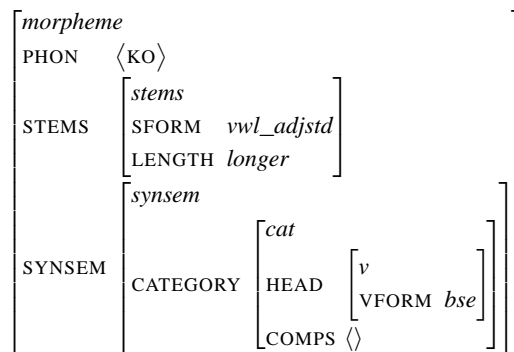 morpheme
PHON ⟨KO⟩
stems
STEMS SFORM vwl_adjstd
LENGTH longer
synsem
cat
SYNSEM CATEGORY HEAD v
VFORM bse
COMPS ⟨⟩